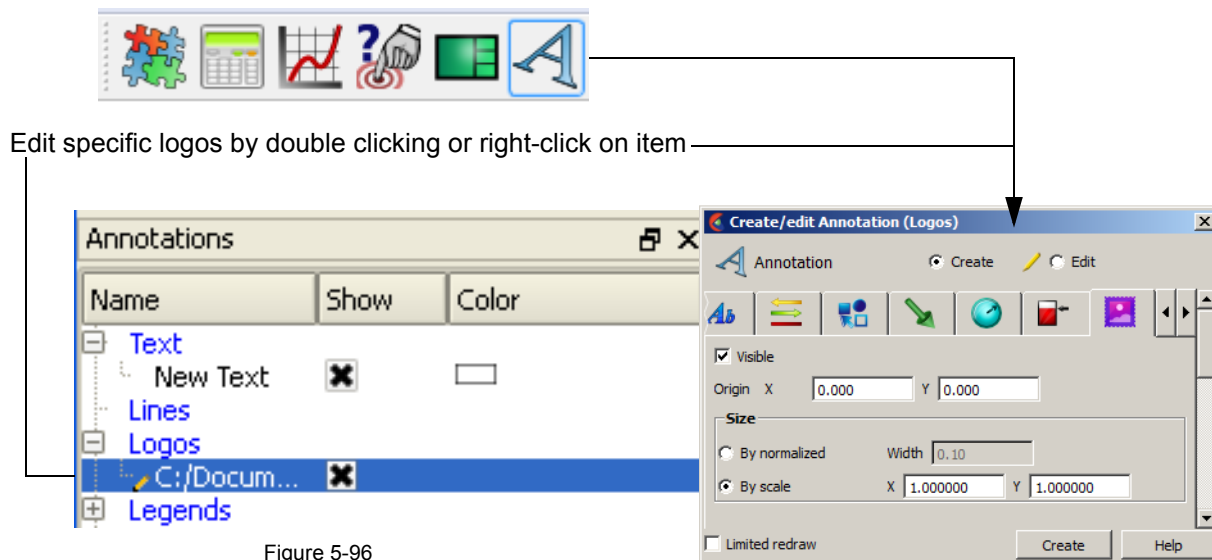 Edit specific logos by double clicking or right-click on item
Annotations
Name Show Color
Text
New Text
Lines
Logos
C:/Docum...
Legends
Figure 5-96
Create/edit Annotation (Logos)
Annotation Create Edit
Ab
Visible
Origin X 0.000 Y 0.000
Size
By normalized Width 0.10
By scale X 1.000000 Y 1.000000
Limited redraw Create Help